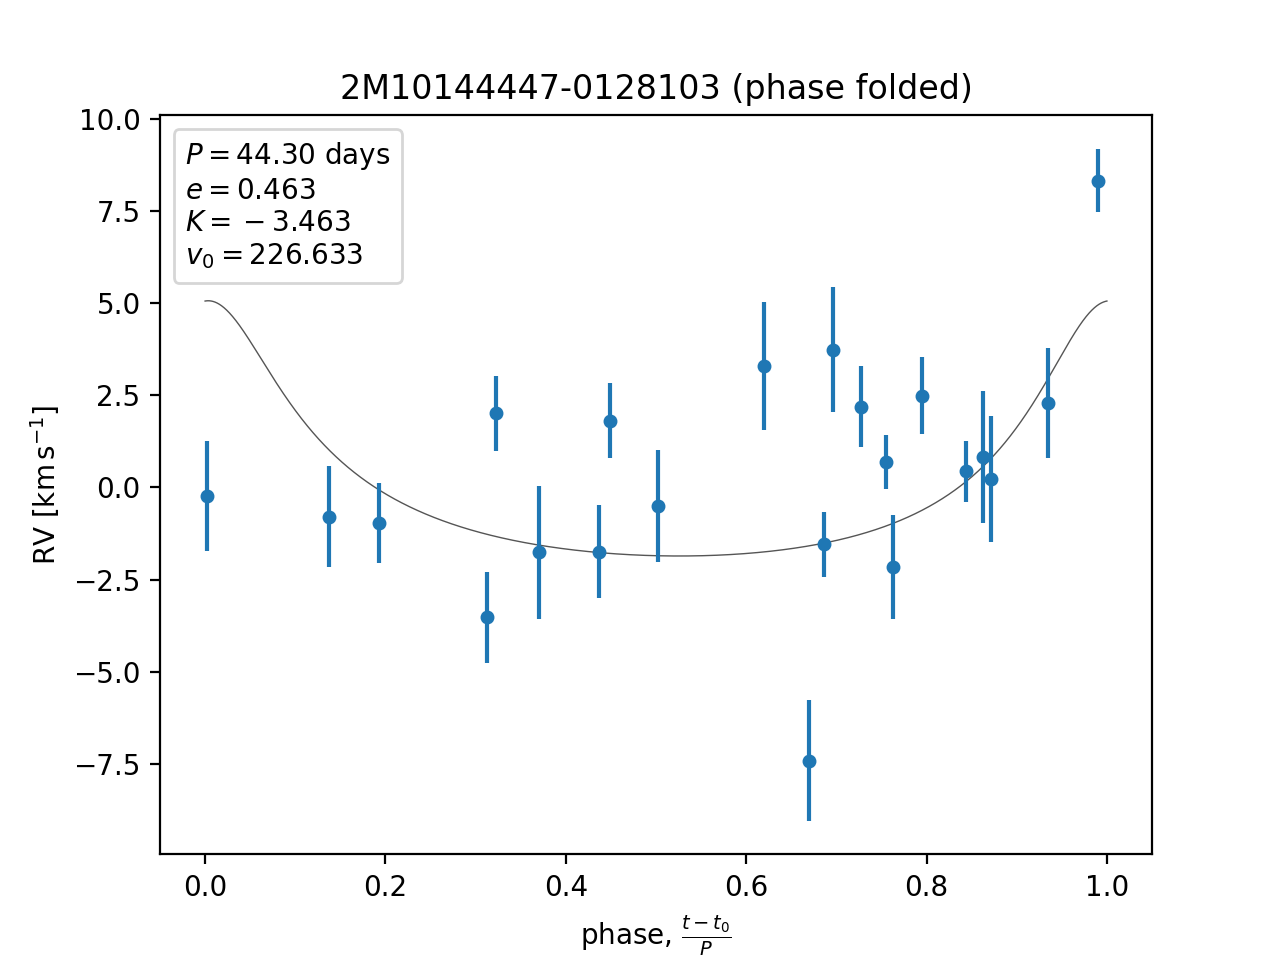 2M10144447-0128103 (phase folded)
P = 44.30 days
e = 0.463
K = −3.463
v₀ = 226.633
10.0
7.5
5.0
2.5
0.0
−2.5
−5.0
−7.5
RV [km s⁻¹]
0.0 0.2 0.4 0.6 0.8 1.0
phase, (t − t₀)/P